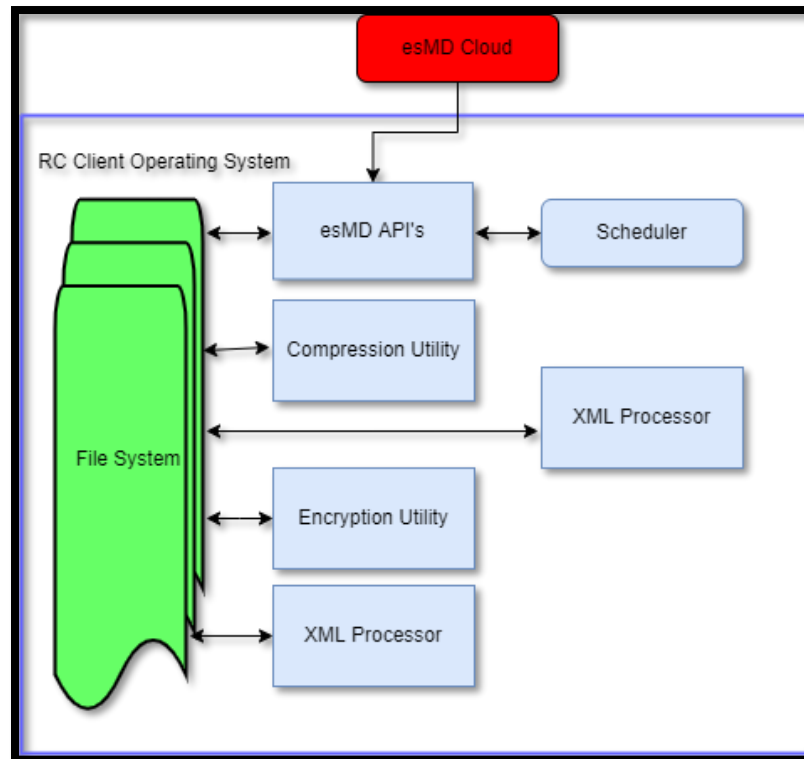 esMD Cloud
RC Client Operating System
esMD API's
Scheduler
Compression Utility
XML Processor
File System
Encryption Utility
XML Processor